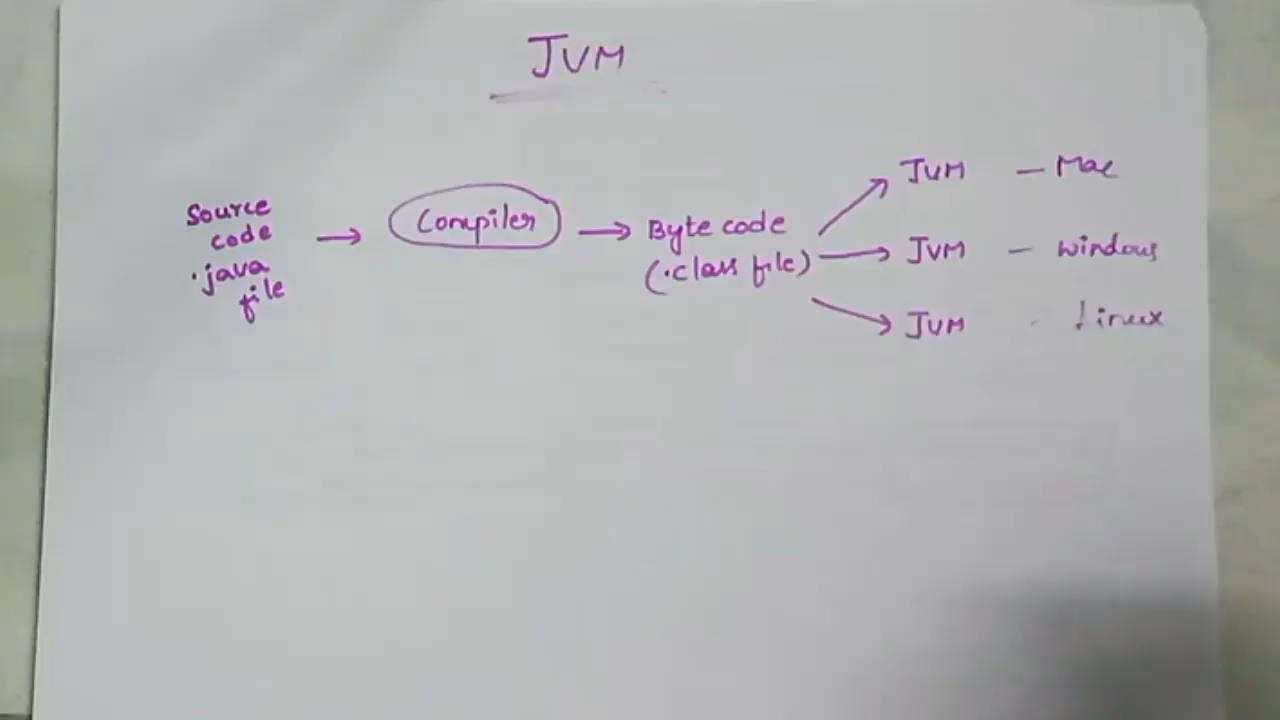 JVM
Source
code
.java
file
Compiler
Byte code
(.class file)
JVM - Mac
JVM - windows
JVM - Linux